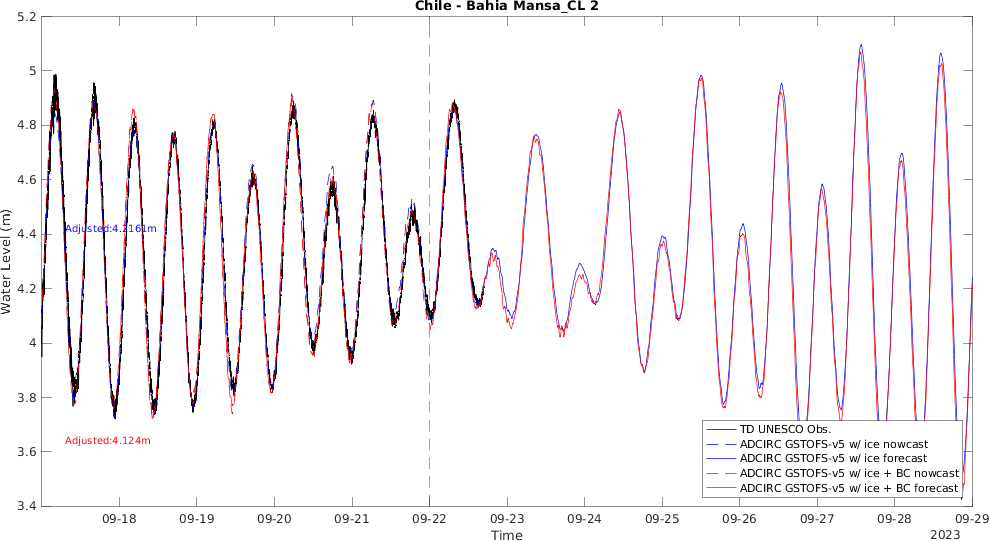 Chile - Bahia Mansa_CL 2
5.2
5
4.8
4.6
4.4
4.2
4
3.8
3.6
3.4
Water Level (m)
Adjusted:4.2161m
Adjusted:4.124m
TD UNESCO Obs.
ADCIRC GSTOFS-v5 w/ ice nowcast
ADCIRC GSTOFS-v5 w/ ice forecast
ADCIRC GSTOFS-v5 w/ ice + BC nowcast
ADCIRC GSTOFS-v5 w/ ice + BC forecast
09-18 09-19 09-20 09-21 09-22 09-23 09-24 09-25 09-26 09-27 09-28 09-29
Time
2023